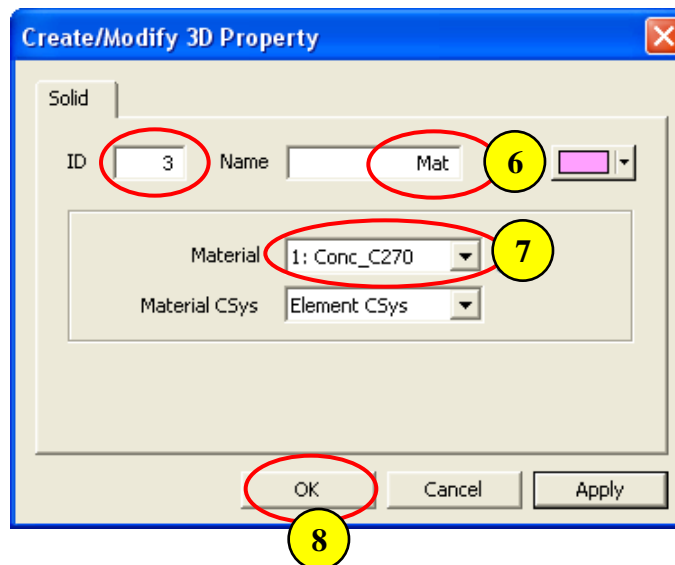 Create/Modify 3D Property
Solid
ID 3 Name Mat 6
Material 1: Conc_C270 7
Material CSys Element CSys
OK Cancel Apply
8